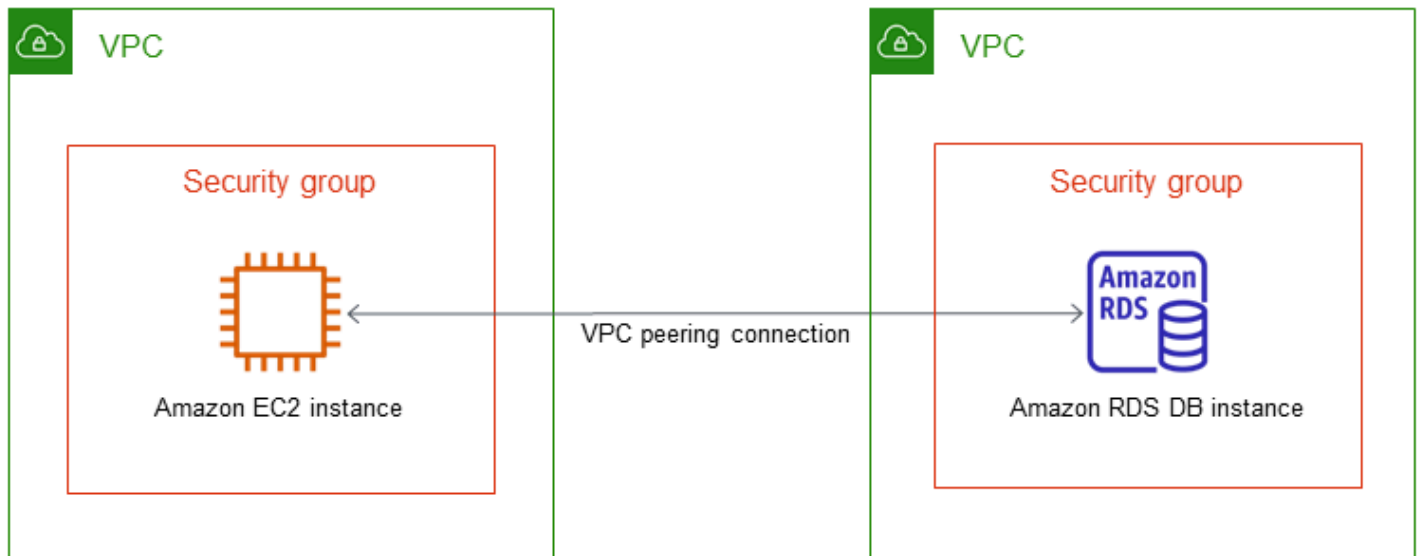 VPC
VPC
Security group
Security group
Amazon
RDS
VPC peering connection
Amazon EC2 instance
Amazon RDS DB instance